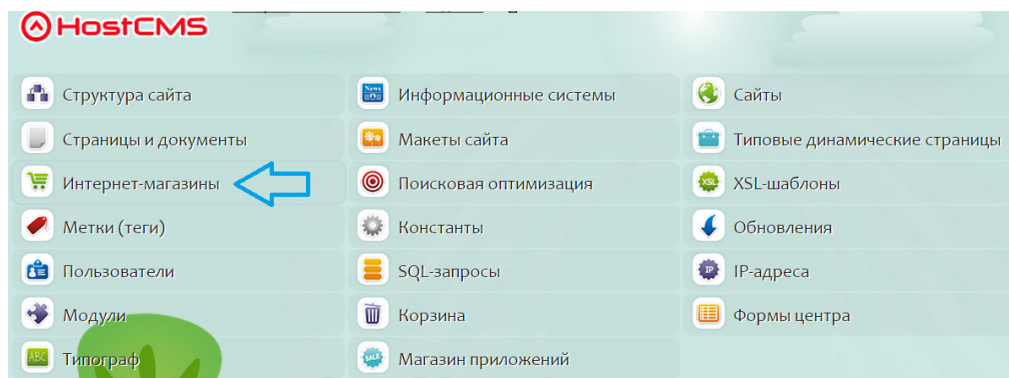 HostCMS
Структура сайта
Информационные системы
Сайты
Страницы и документы
Макеты сайта
Типовые динамические страницы
Интернет-магазины
Поисковая оптимизация
XSL-шаблоны
Метки (теги)
Константы
Обновления
Пользователи
SQL-запросы
IP-адреса
Модули
Корзина
Формы центра
Типограф
Магазин приложений